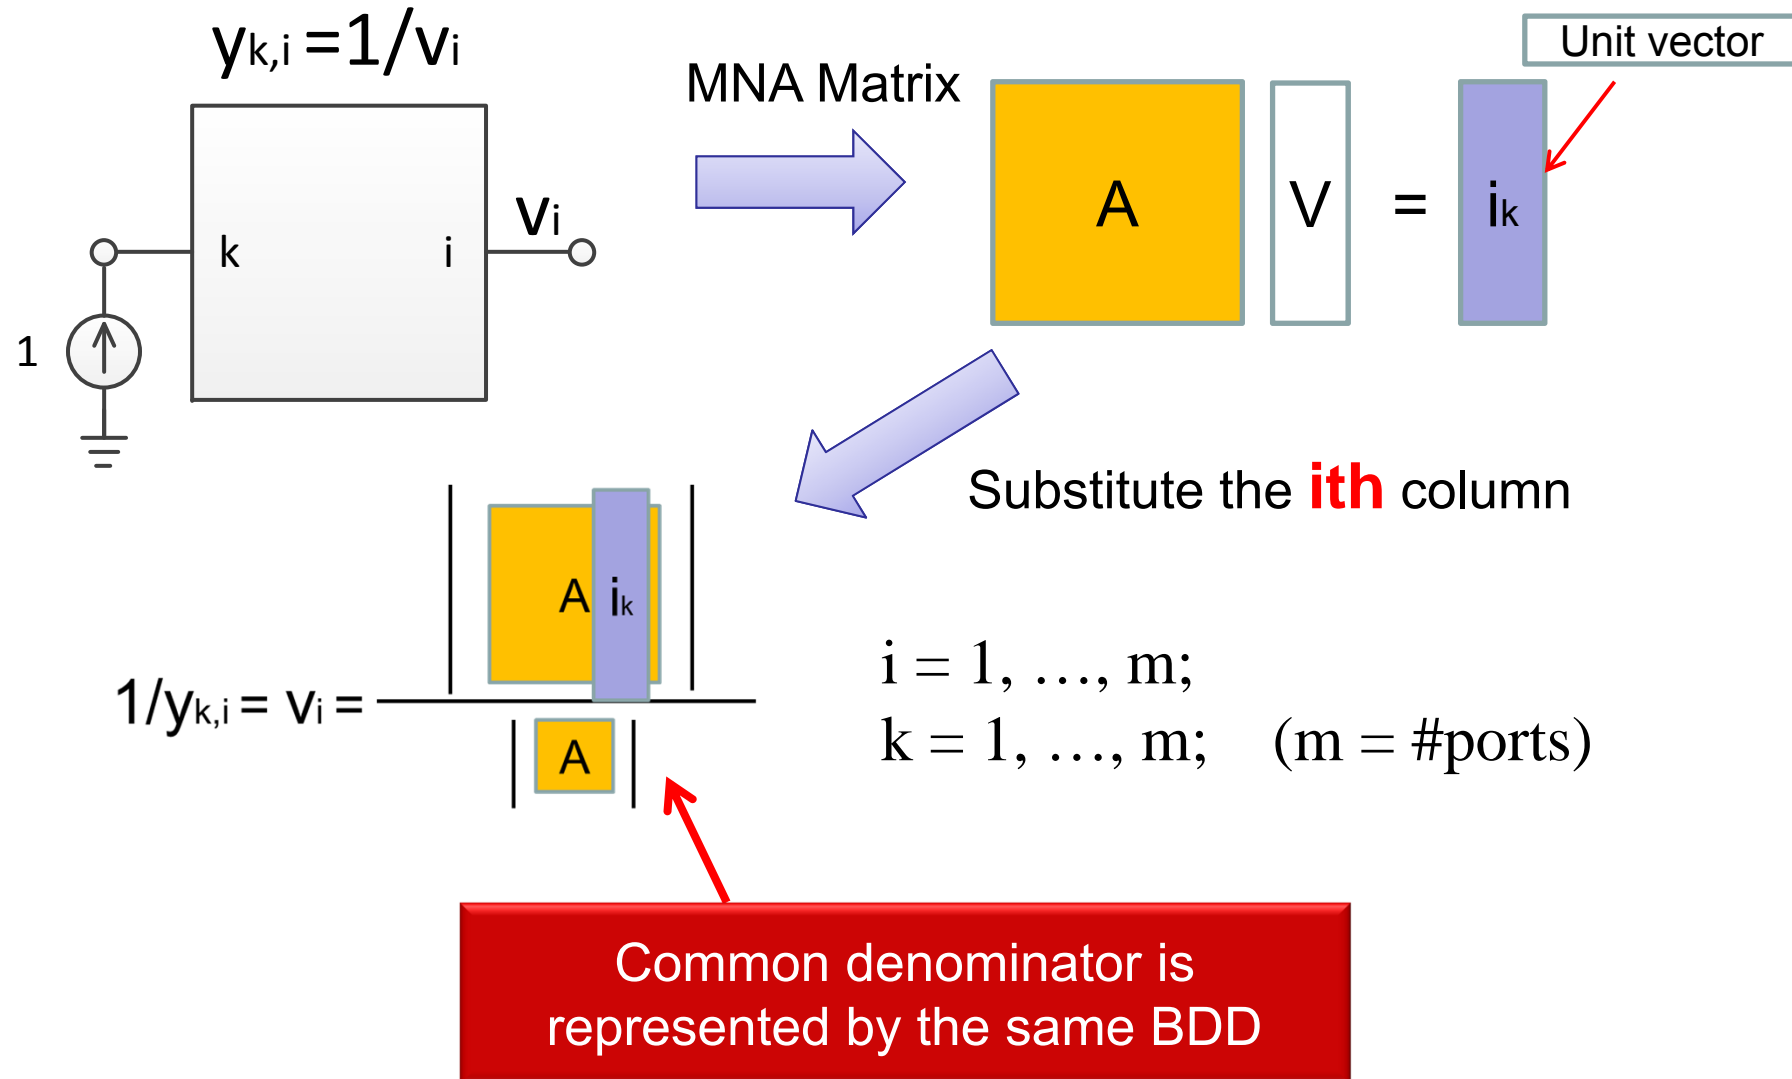 yk,i =1/vi
k
i
vi
1
MNA Matrix
A
V
=
ik
Unit vector
Substitute the ith column
1/yk,i = vi =
A
ik
A
i = 1, …, m;
k = 1, …, m; (m = #ports)
Common denominator is
represented by the same BDD